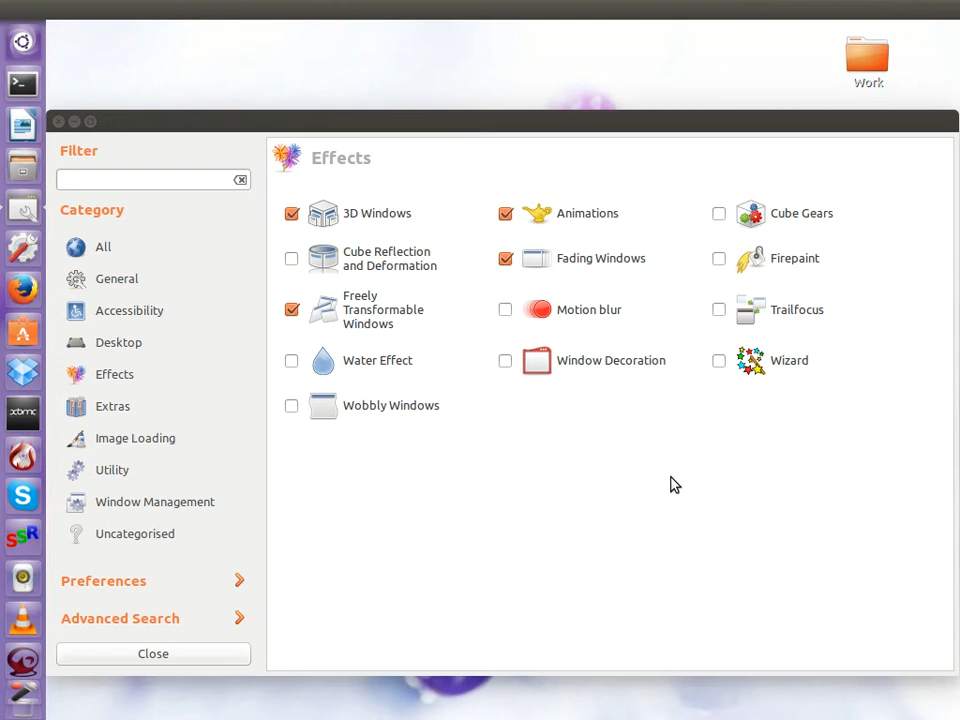 Work
Filter
Category
All
General
Accessibility
Desktop
Effects
Extras
Image Loading
Utility
Window Management
Uncategorised
Preferences
Advanced Search
Close
Effects
3D Windows
Animations
Cube Gears
Cube Reflection
and Deformation
Fading Windows
Firepaint
Freely
Transformable
Windows
Motion blur
Trailfocus
Water Effect
Window Decoration
Wizard
Wobbly Windows
>_
A
xbmc
S
SSR